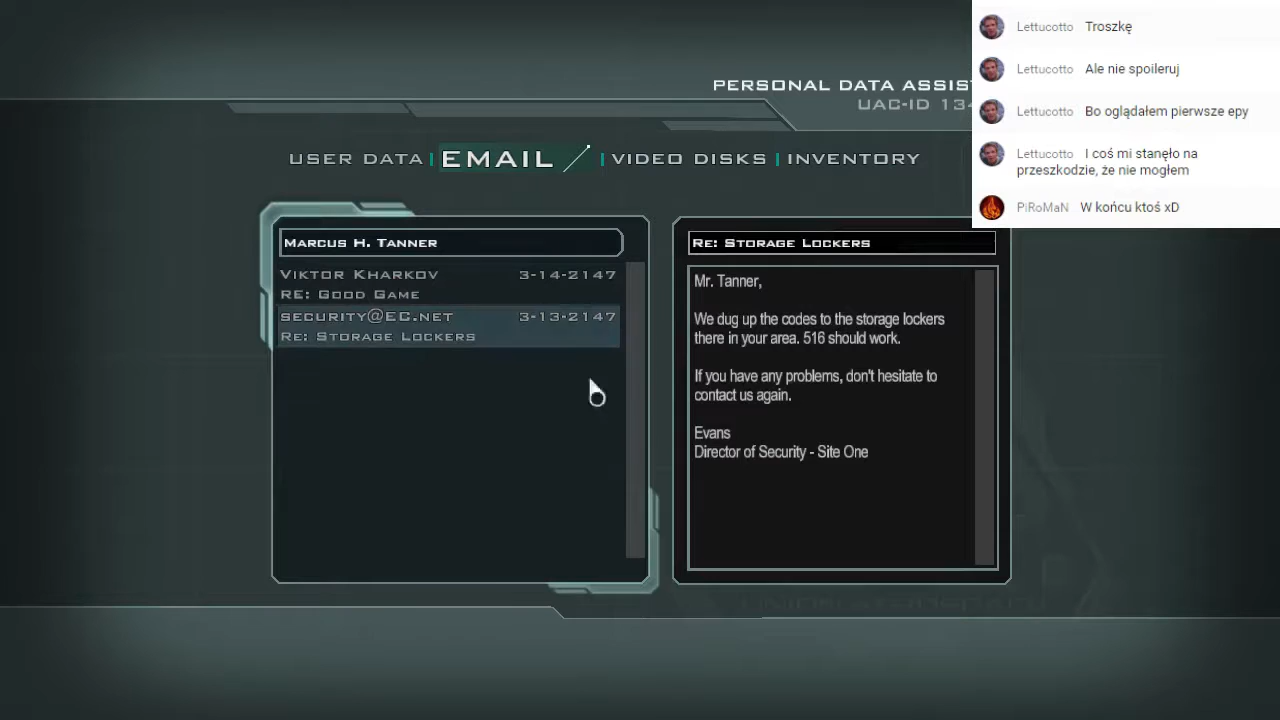 Lettucotto Troszkę
Lettucotto Ale nie spoileruj
Lettucotto Bo oglądałem pierwsze epy
Lettucotto I coś mi stanęło na
przeszkodzie, że nie mogłem
PiRoMaN W końcu ktoś xD
PERSONAL DATA ASSIS
UAC-ID 134
USER DATA
EMAIL
VIDEO DISKS
INVENTORY
MARCUS H. TANNER
VIKTOR KHARKOV 3-14-2147
RE: GOOD GAME
SECURITY@EC.NET 3-13-2147
RE: STORAGE LOCKERS
RE: STORAGE LOCKERS
Mr. Tanner,
We dug up the codes to the storage lockers
there in your area. 516 should work.
If you have any problems, don't hesitate to
contact us again.
Evans
Director of Security - Site One